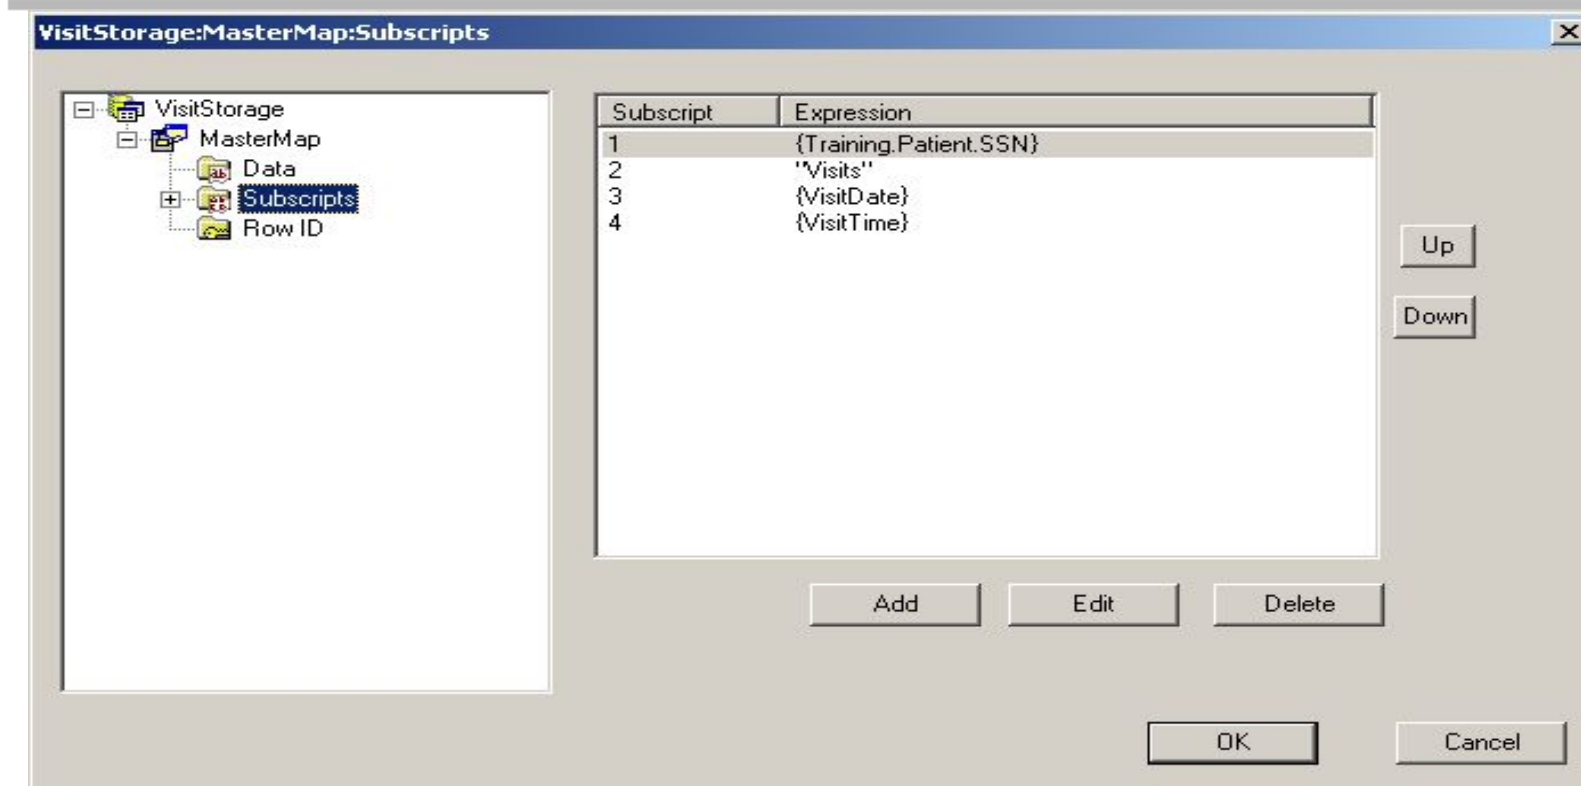 VisitStorage:MasterMap:Subscripts
VisitStorage
MasterMap
Data
Subscripts
Row ID
Subscript Expression
1 {Training.Patient.SSN}
2 "Visits"
3 {VisitDate}
4 {VisitTime}
Up
Down
Add Edit Delete
OK Cancel